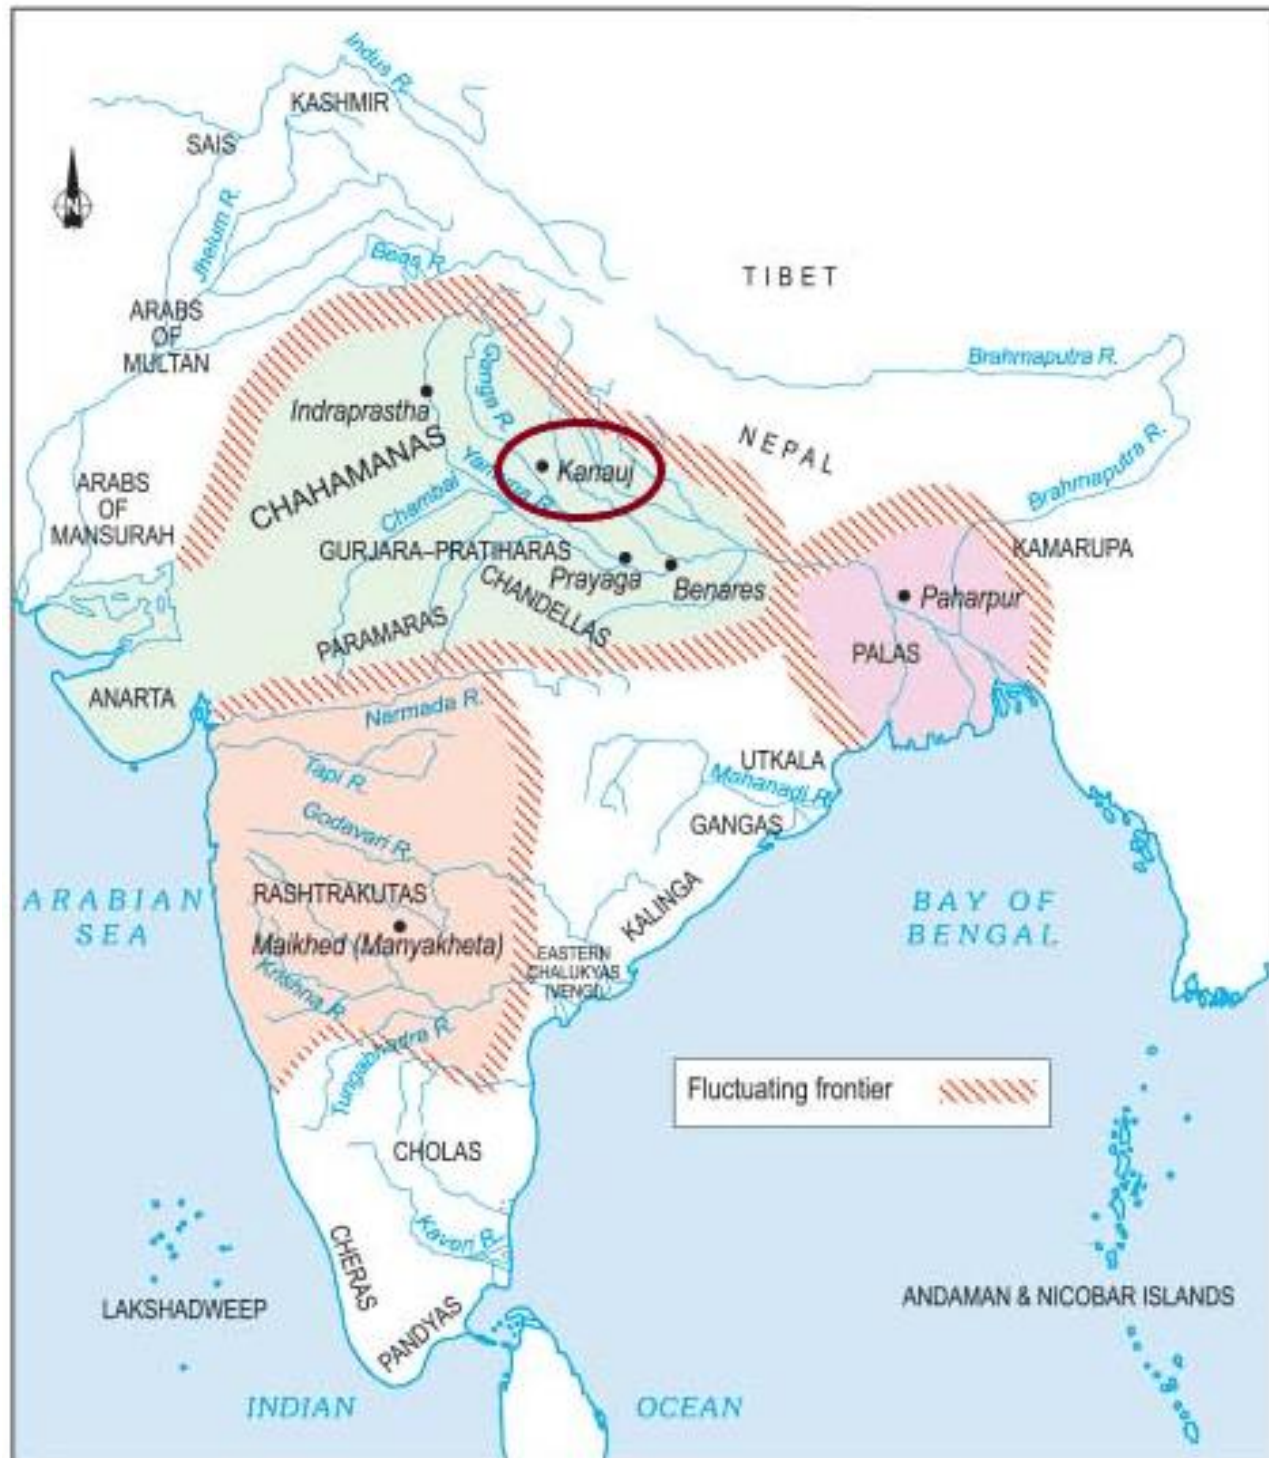 Indus R.
KASHMIR
SAIS
N
Jhelum R.
Beas R.
TIBET
ARABS
OF
MULTAN
Brahmaputra R.
Ganga R.
Indraprastha
NEPAL
CHAHAMANAS
Kanauj
Yamuna R.
Brahmaputra R.
ARABS
OF
MANSURAH
Chambal
GURJARA–PRATIHARAS
KAMARUPA
Prayaga
Benares
CHANDELLAS
Paharpur
PARAMARAS
PALAS
ANARTA
Narmada R.
Tapi R.
UTKALA
Mahanadi R.
Godavari R.
GANGAS
RASHTRAKUTAS
KALINGA
ARABIAN
SEA
BAY OF
BENGAL
Malkhed (Manyakheta)
EASTERN
CHALUKYAS
(VENGI)
Krishna R.
Tungabhadra R.
Fluctuating frontier
CHOLAS
Kaveri R.
CHERAS
LAKSHADWEEP
PANDYAS
ANDAMAN & NICOBAR ISLANDS
INDIAN
OCEAN